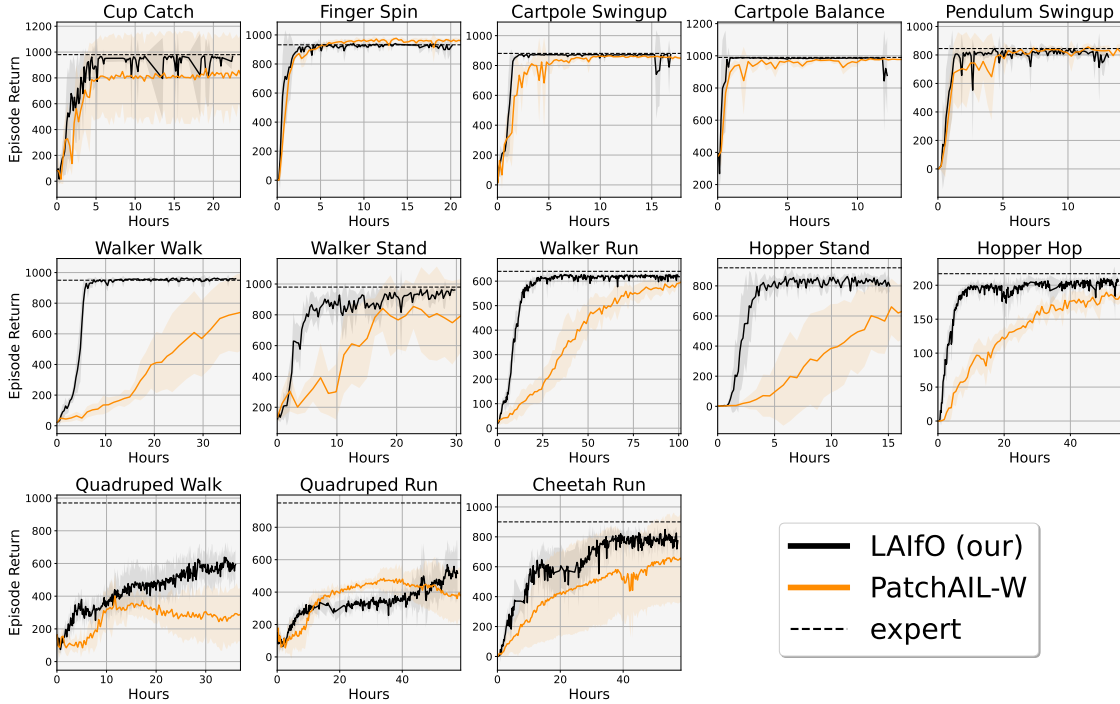 Cup Catch
Episode Return
1200
1000
800
600
400
200
0
0 5 10 15 20
Hours
Finger Spin
1000
800
600
400
200
0
0 5 10 15 20
Hours
Cartpole Swingup
1000
800
600
400
200
0
0 5 10 15
Hours
Cartpole Balance
1200
1000
800
600
400
200
0 5 10
Hours
Pendulum Swingup
1000
800
600
400
200
0
0 5 10
Hours
Walker Walk
Episode Return
1000
800
600
400
200
0
0 10 20 30
Hours
Walker Stand
1000
800
600
400
200
0 10 20 30
Hours
Walker Run
600
500
400
300
200
100
0
0 25 50 75 100
Hours
Hopper Stand
800
600
400
200
0
0 5 10 15
Hours
Hopper Hop
200
150
100
50
0
0 20 40
Hours
Quadruped Walk
Episode Return
1000
800
600
400
200
0
0 10 20 30
Hours
Quadruped Run
800
600
400
200
0
0 20 40
Hours
Cheetah Run
1000
800
600
400
200
0
0 20 40
Hours
LAIfO (our)
PatchAIL-W
expert